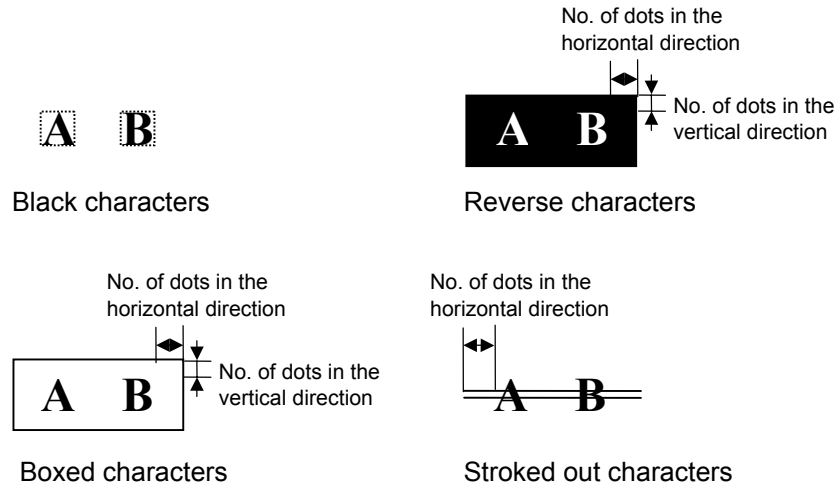 No. of dots in the
horizontal direction
A B
A B
No. of dots in the
vertical direction
Black characters
Reverse characters
No. of dots in the
horizontal direction
No. of dots in the
horizontal direction
A B
No. of dots in the
vertical direction
A B
Boxed characters
Stroked out characters